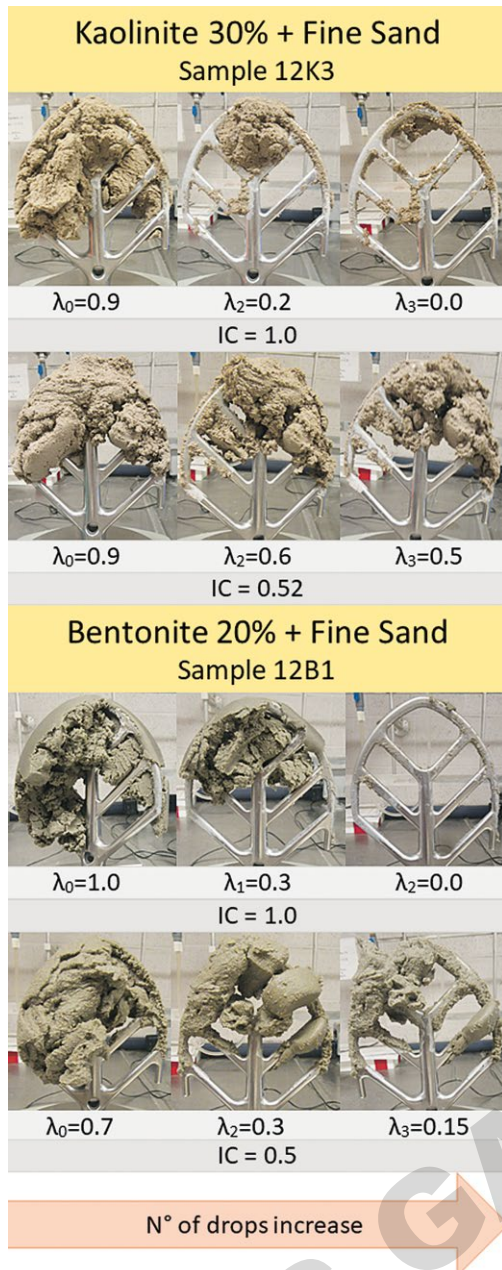 Kaolinite 30% + Fine Sand
Sample 12K3
λ₀=0.9 λ₂=0.2 λ₃=0.0
IC = 1.0
λ₀=0.9 λ₂=0.6 λ₃=0.5
IC = 0.52
Bentonite 20% + Fine Sand
Sample 12B1
λ₀=1.0 λ₁=0.3 λ₂=0.0
IC = 1.0
λ₀=0.7 λ₂=0.3 λ₃=0.15
IC = 0.5
N° of drops increase